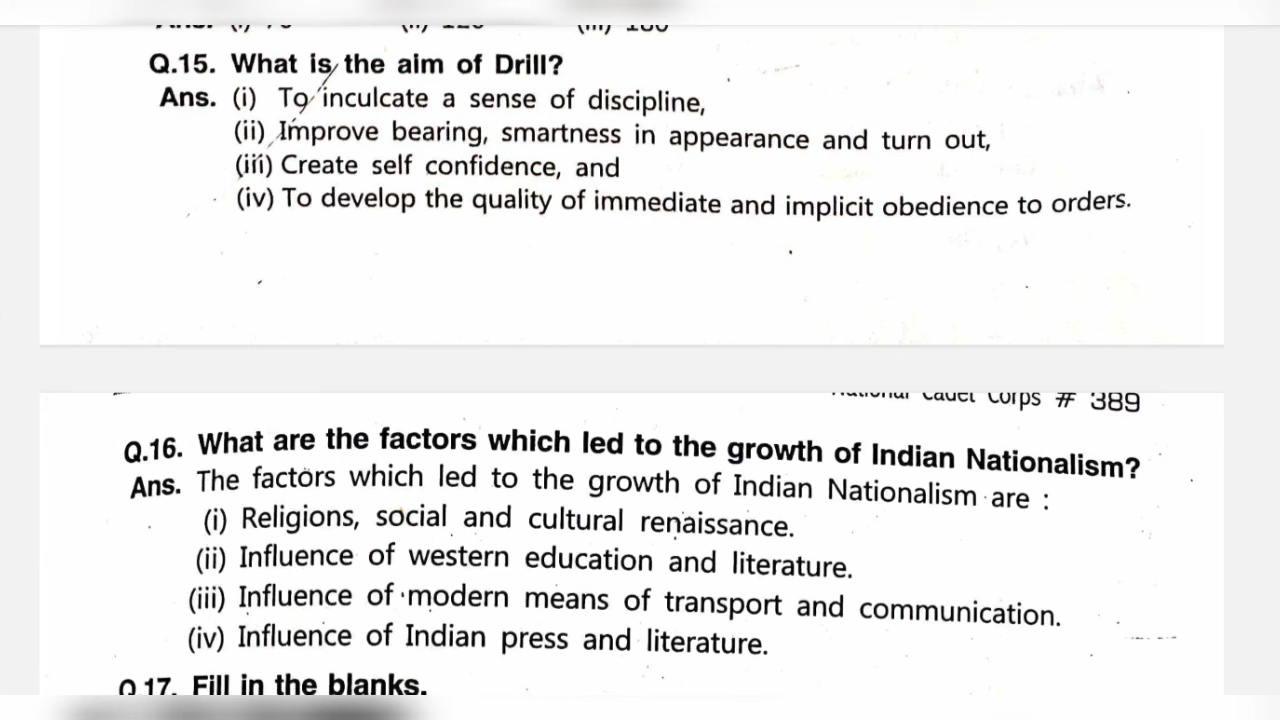 Q.15. What is the aim of Drill?
Ans. (i) To inculcate a sense of discipline,
(ii) Improve bearing, smartness in appearance and turn out,
(iii) Create self confidence, and
(iv) To develop the quality of immediate and implicit obedience to orders.
National Cadet Corps # 389
Q.16. What are the factors which led to the growth of Indian Nationalism?
Ans. The factors which led to the growth of Indian Nationalism are :
(i) Religions, social and cultural renaissance.
(ii) Influence of western education and literature.
(iii) Influence of modern means of transport and communication.
(iv) Influence of Indian press and literature.
Q.17. Fill in the blanks.